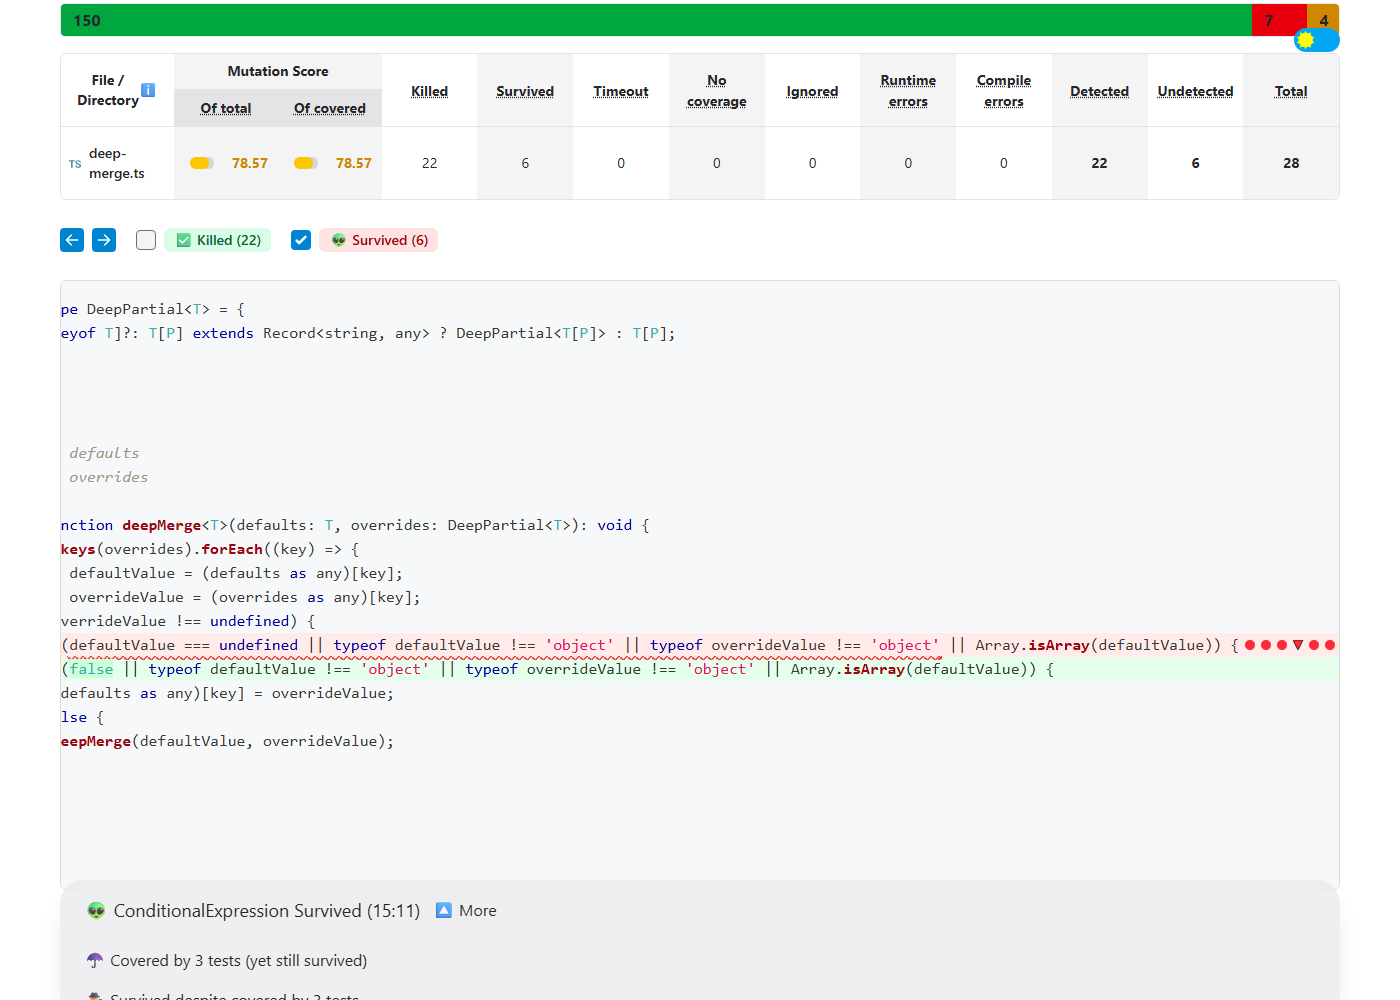 150 7 4
File / Directory ℹ Mutation Score Killed Survived Timeout No coverage Ignored Runtime errors Compile errors Detected Undetected Total
Of total Of covered
TS deep-merge.ts 78.57 78.57 22 6 0 0 0 0 0 22 6 28
Killed (22) Survived (6)
pe DeepPartial<T> = {
eyof T]?: T[P] extends Record<string, any> ? DeepPartial<T[P]> : T[P];
defaults
overrides
nction deepMerge<T>(defaults: T, overrides: DeepPartial<T>): void {
keys(overrides).forEach((key) => {
defaultValue = (defaults as any)[key];
overrideValue = (overrides as any)[key];
verrideValue !== undefined) {
(defaultValue === undefined || typeof defaultValue !== 'object' || typeof overrideValue !== 'object' || Array.isArray(defaultValue)) {
(false || typeof defaultValue !== 'object' || typeof overrideValue !== 'object' || Array.isArray(defaultValue)) {
defaults as any)[key] = overrideValue;
lse {
eepMerge(defaultValue, overrideValue);
ConditionalExpression Survived (15:11) More
Covered by 3 tests (yet still survived)
Survived despite covered by 3 tests